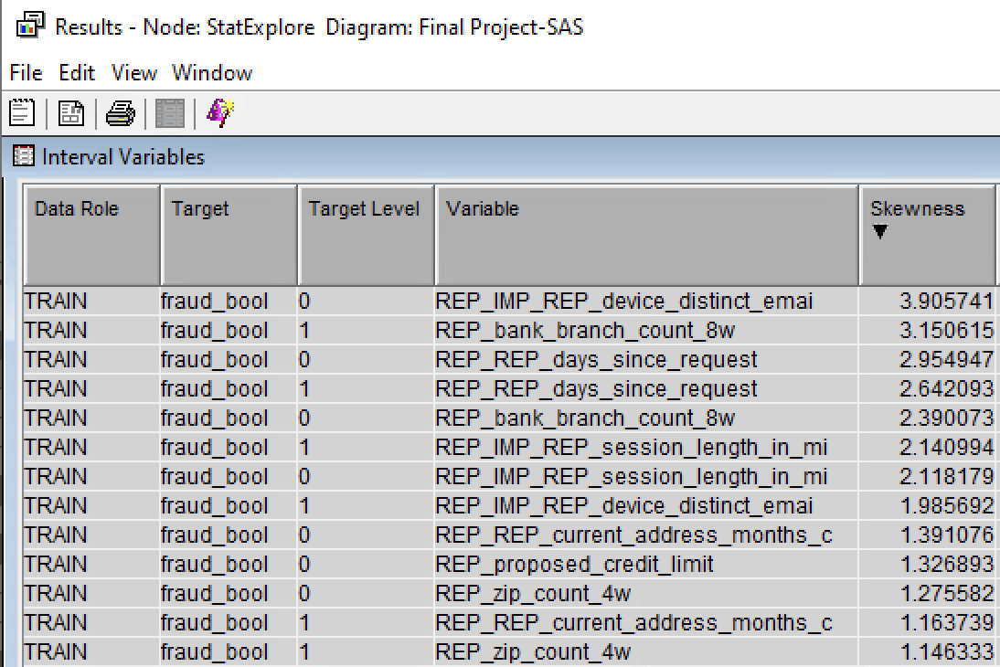 Results - Node: StatExplore Diagram: Final Project-SAS
File Edit View Window
Interval Variables
Data Role Target Target Level Variable Skewness
TRAIN fraud_bool 0 REP_IMP_REP_device_distinct_emai 3.905741
TRAIN fraud_bool 1 REP_bank_branch_count_8w 3.150615
TRAIN fraud_bool 0 REP_REP_days_since_request 2.954947
TRAIN fraud_bool 1 REP_REP_days_since_request 2.642093
TRAIN fraud_bool 0 REP_bank_branch_count_8w 2.390073
TRAIN fraud_bool 1 REP_IMP_REP_session_length_in_mi 2.140994
TRAIN fraud_bool 0 REP_IMP_REP_session_length_in_mi 2.118179
TRAIN fraud_bool 1 REP_IMP_REP_device_distinct_emai 1.985692
TRAIN fraud_bool 0 REP_REP_current_address_months_c 1.391076
TRAIN fraud_bool 0 REP_proposed_credit_limit 1.326893
TRAIN fraud_bool 0 REP_zip_count_4w 1.275582
TRAIN fraud_bool 1 REP_REP_current_address_months_c 1.163739
TRAIN fraud_bool 1 REP_zip_count_4w 1.146333